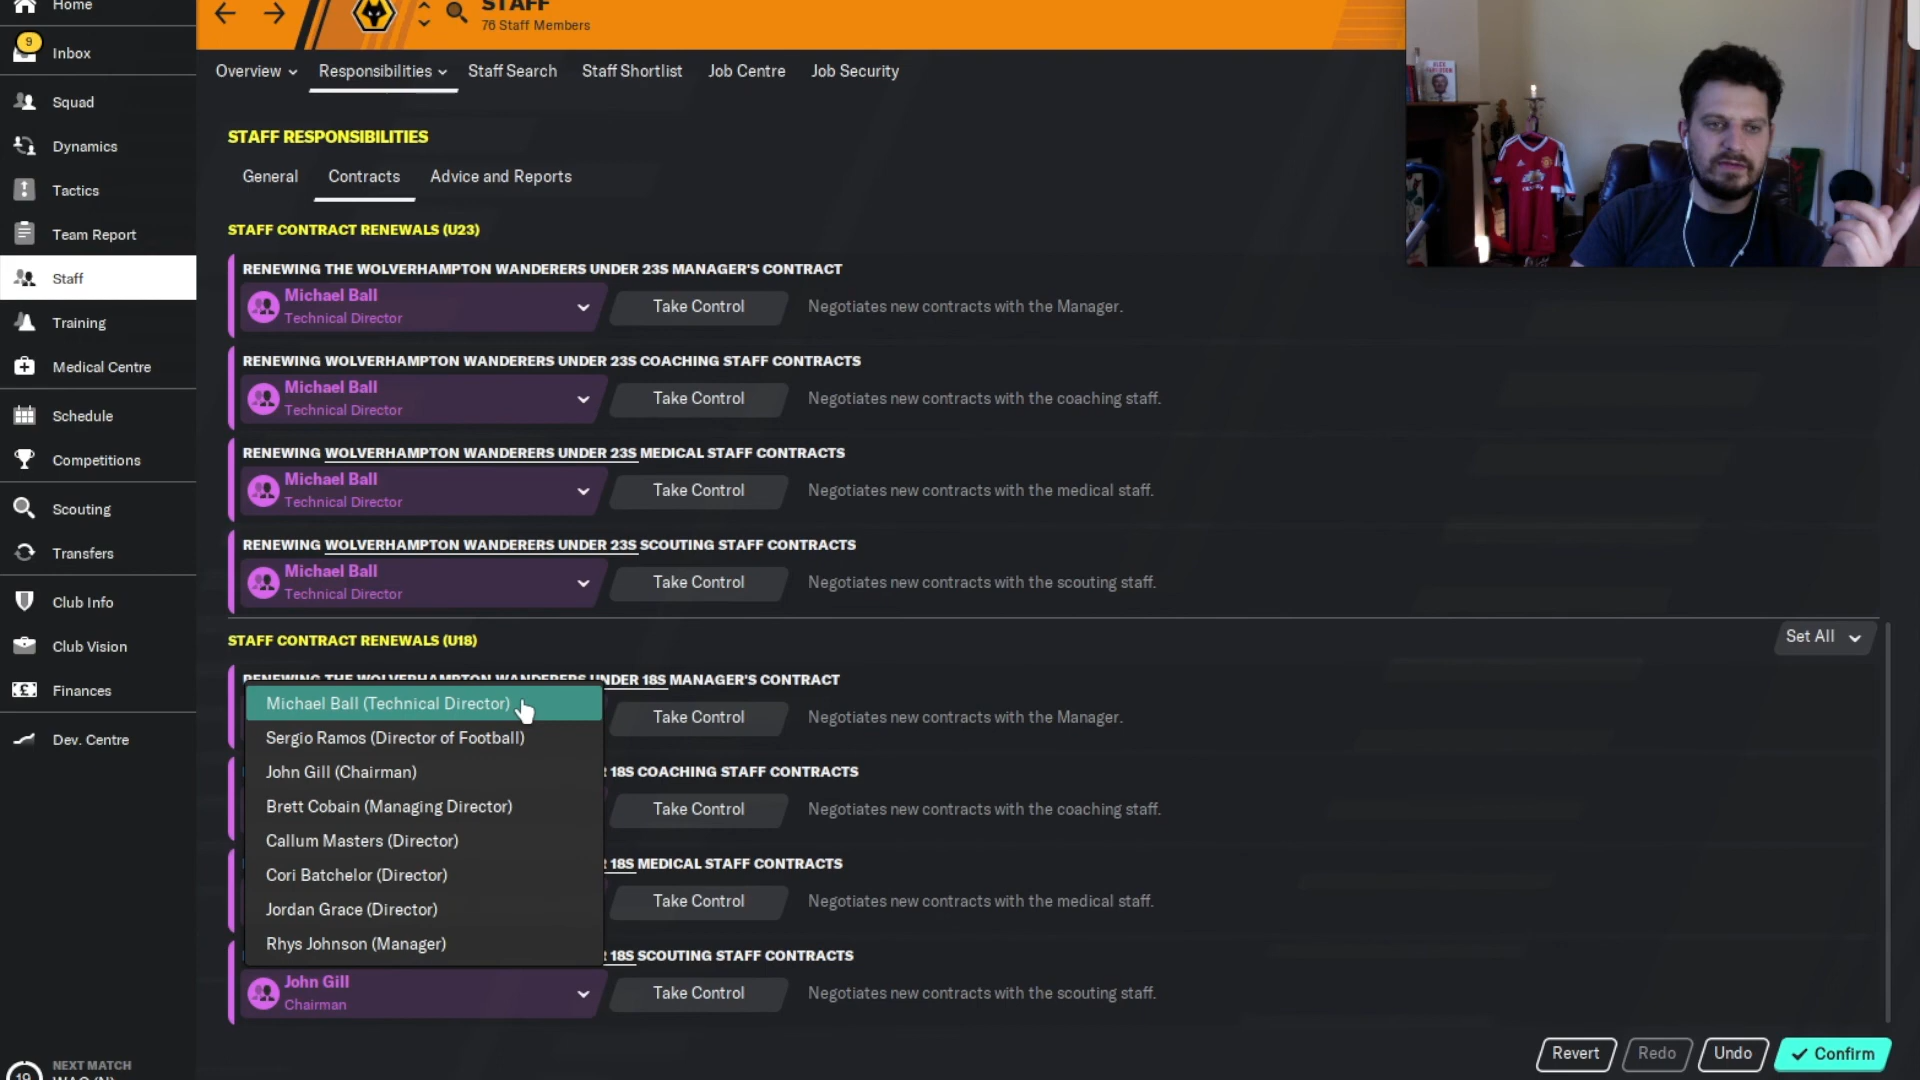 Home
9
Inbox
Squad
Dynamics
Tactics
Team Report
Staff
Training
Medical Centre
Schedule
Competitions
Scouting
Transfers
Club Info
Club Vision
Finances
Dev. Centre
NEXT MATCH
STAFF
76 Staff Members
Overview Responsibilities Staff Search Staff Shortlist Job Centre Job Security
STAFF RESPONSIBILITIES
General Contracts Advice and Reports
STAFF CONTRACT RENEWALS (U23)
RENEWING THE WOLVERHAMPTON WANDERERS UNDER 23S MANAGER'S CONTRACT
Michael Ball
Technical Director
Take Control
Negotiates new contracts with the Manager.
RENEWING WOLVERHAMPTON WANDERERS UNDER 23S COACHING STAFF CONTRACTS
Michael Ball
Technical Director
Take Control
Negotiates new contracts with the coaching staff.
RENEWING WOLVERHAMPTON WANDERERS UNDER 23S MEDICAL STAFF CONTRACTS
Michael Ball
Technical Director
Take Control
Negotiates new contracts with the medical staff.
RENEWING WOLVERHAMPTON WANDERERS UNDER 23S SCOUTING STAFF CONTRACTS
Michael Ball
Technical Director
Take Control
Negotiates new contracts with the scouting staff.
STAFF CONTRACT RENEWALS (U18)
Set All
RENEWING THE WOLVERHAMPTON WANDERERS UNDER 18S MANAGER'S CONTRACT
Michael Ball (Technical Director)
Sergio Ramos (Director of Football)
John Gill (Chairman)
Brett Cobain (Managing Director)
Callum Masters (Director)
Cori Batchelor (Director)
Jordan Grace (Director)
Rhys Johnson (Manager)
Take Control
Negotiates new contracts with the Manager.
18S COACHING STAFF CONTRACTS
Take Control
Negotiates new contracts with the coaching staff.
18S MEDICAL STAFF CONTRACTS
Take Control
Negotiates new contracts with the medical staff.
18S SCOUTING STAFF CONTRACTS
John Gill
Chairman
Take Control
Negotiates new contracts with the scouting staff.
Revert Redo Undo Confirm